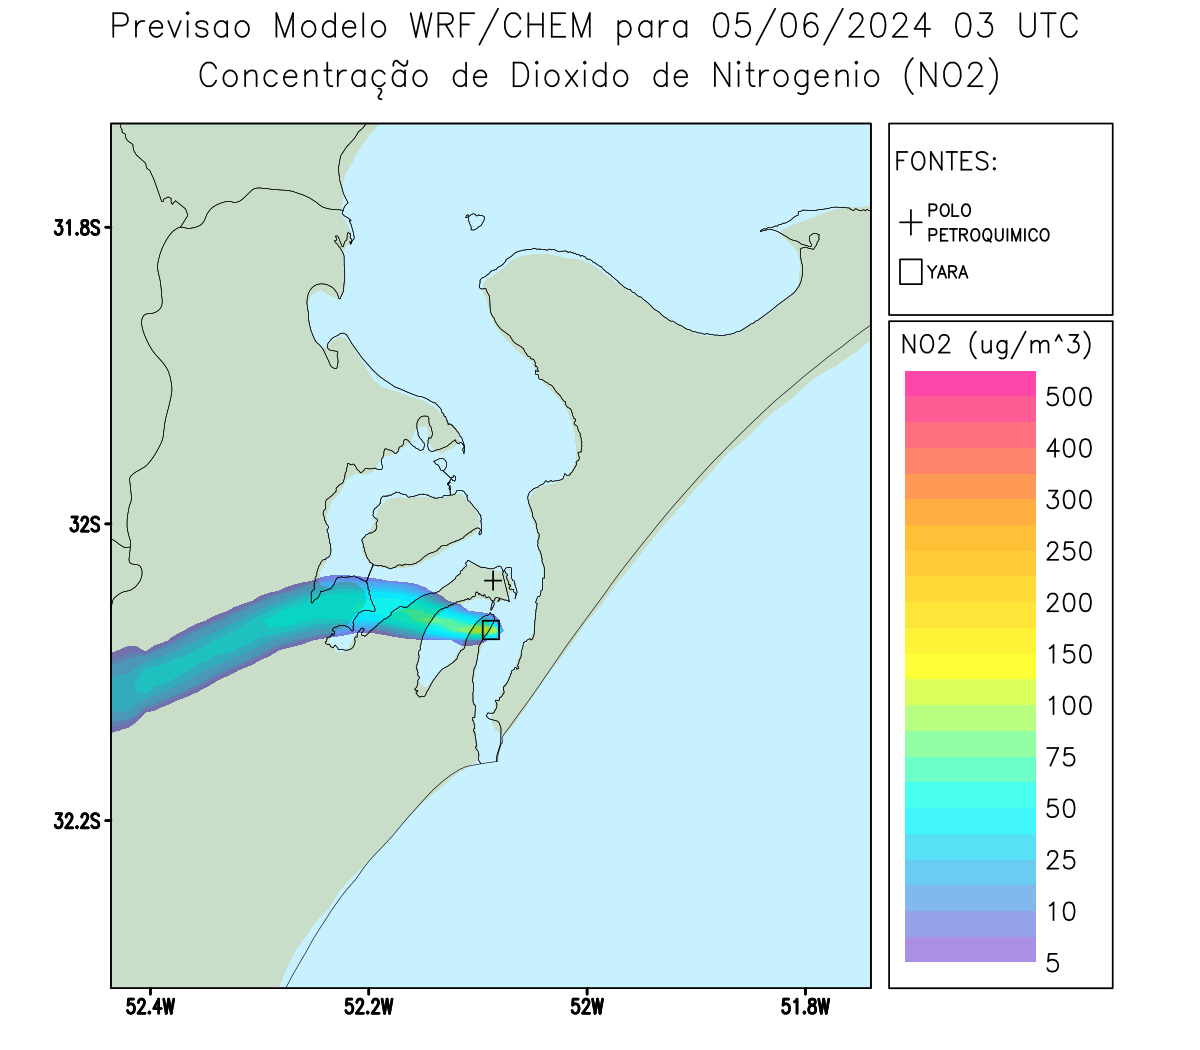 Previsao Modelo WRF/CHEM para 05/06/2024 03 UTC
Concentração de Dioxido de Nitrogenio (NO2)
FONTES:
POLO
PETROQUIMICO
YARA
NO2 (ug/m^3)
500
400
300
250
200
150
100
75
50
25
10
5
31.8S
32S
32.2S
52.4W
52.2W
52W
51.8W